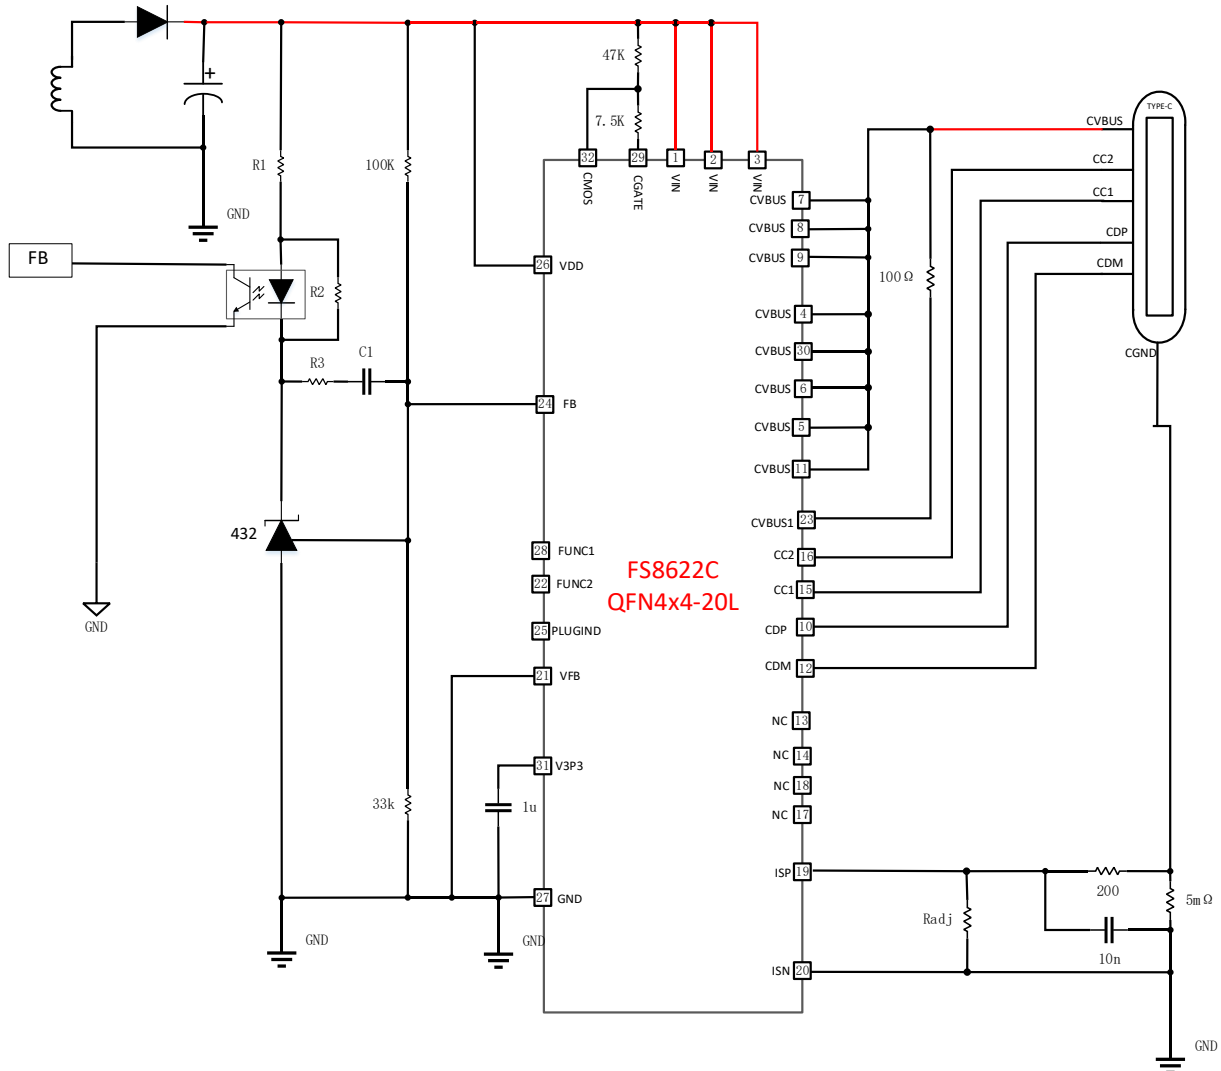 +
GND
FB
R1
R2
R3
C1
100K
432
GND
33k
GND
1u
GND
47K
7.5K
32
29
1
2
3
CMOS
CGATE
VIN
VIN
VIN
26
VDD
24
FB
28
FUNC1
22
FUNC2
25
PLUGIND
21
VFB
31
V3P3
27
GND
FS8622C
QFN4x4-20L
CVBUS
7
CVBUS
8
CVBUS
9
CVBUS
4
CVBUS
30
CVBUS
6
CVBUS
5
CVBUS
11
CVBUS1
23
CC2
16
CC1
15
CDP
10
CDM
12
NC
13
NC
14
NC
18
NC
17
ISP
19
ISN
20
100Ω
TYPE-C
CVBUS
CC2
CC1
CDP
CDM
CGND
Radj
200
10n
5mΩ
GND